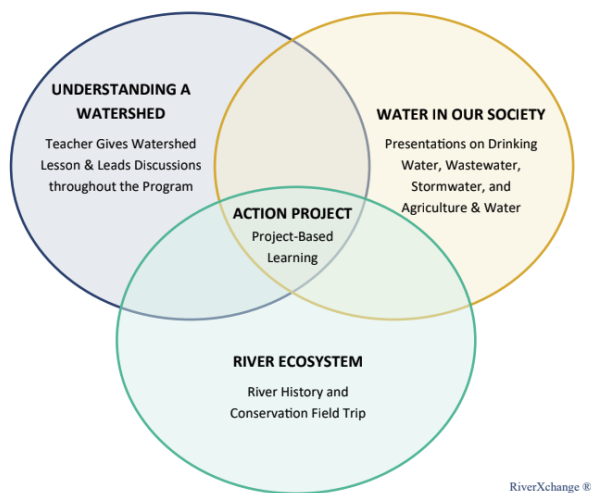 UNDERSTANDING A
WATERSHED
Teacher Gives Watershed
Lesson & Leads Discussions
throughout the Program
WATER IN OUR SOCIETY
Presentations on Drinking
Water, Wastewater,
Stormwater, and
Agriculture & Water
ACTION PROJECT
Project-Based
Learning
RIVER ECOSYSTEM
River History and
Conservation Field Trip
RiverXchange ®